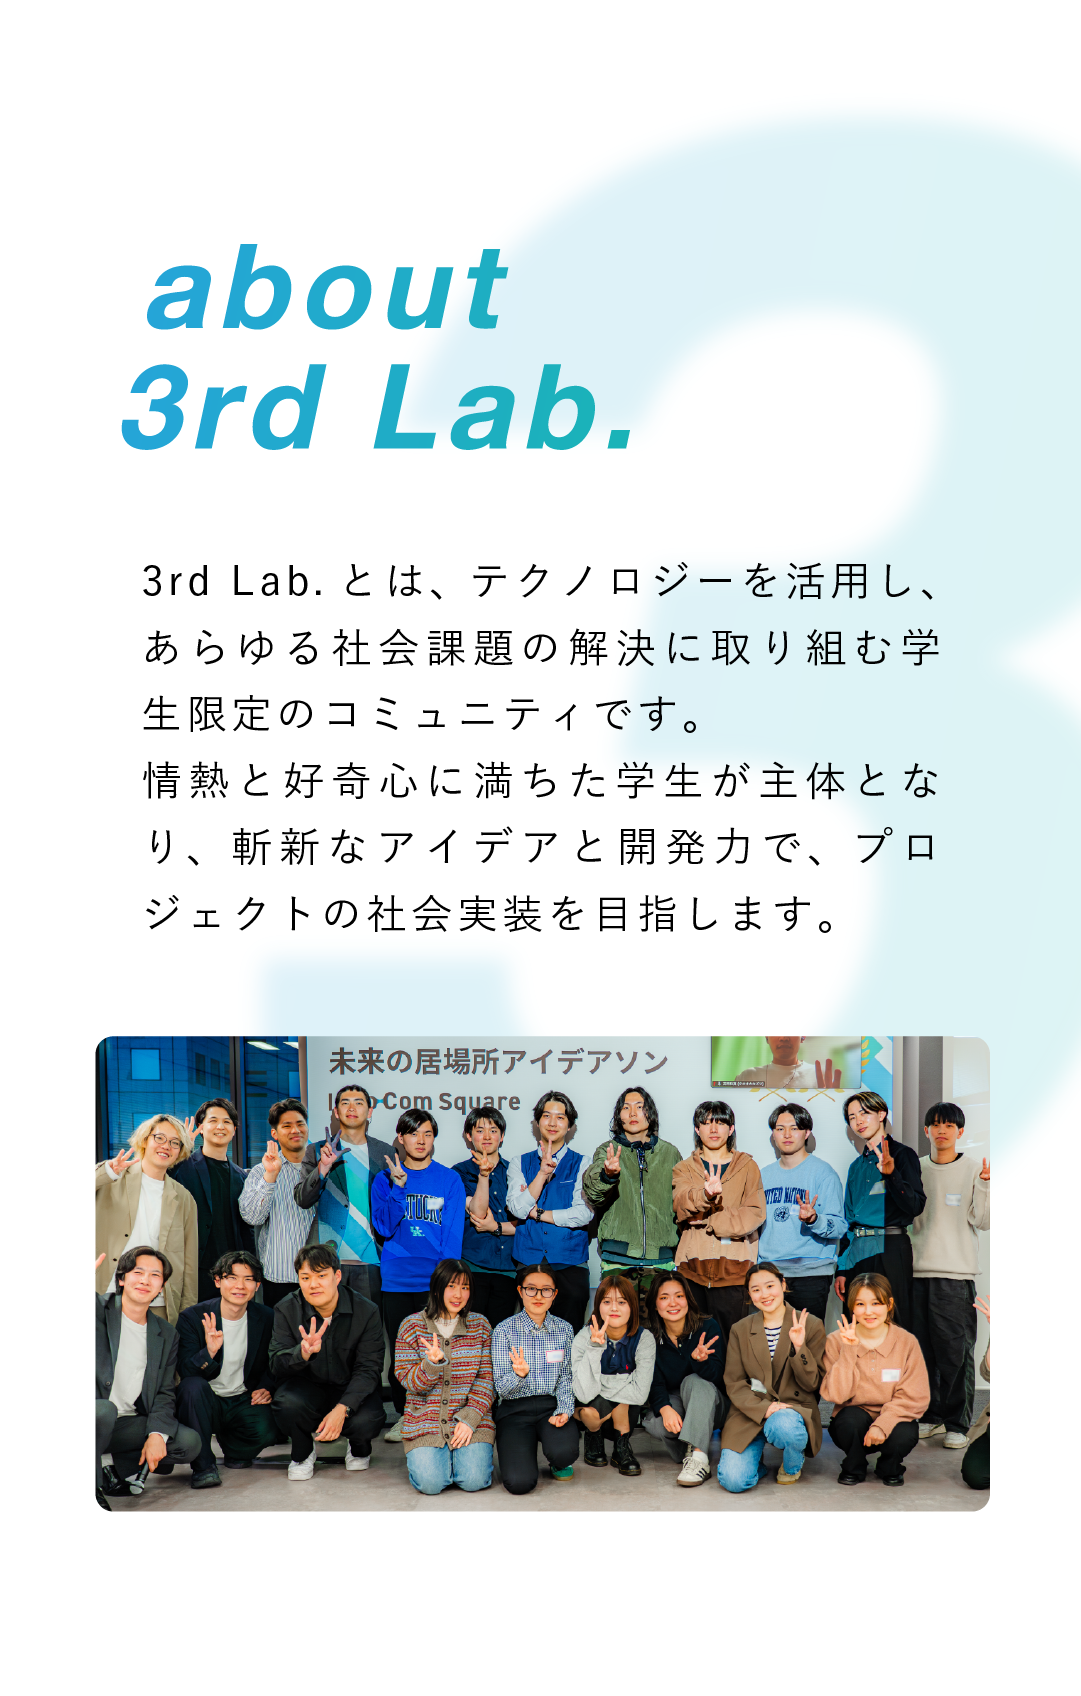 about
3rd Lab.
3rd Lab. とは、テクノロジーを活用し、
あらゆる社会課題の解決に取り組む学
生限定のコミュニティです。
情熱と好奇心に満ちた学生が主体とな
り、斬新なアイデアと開発力で、プロ
ジェクトの社会実装を目指します。
未来の居場所アイデアソン
Com Square
UNITED NATIONS